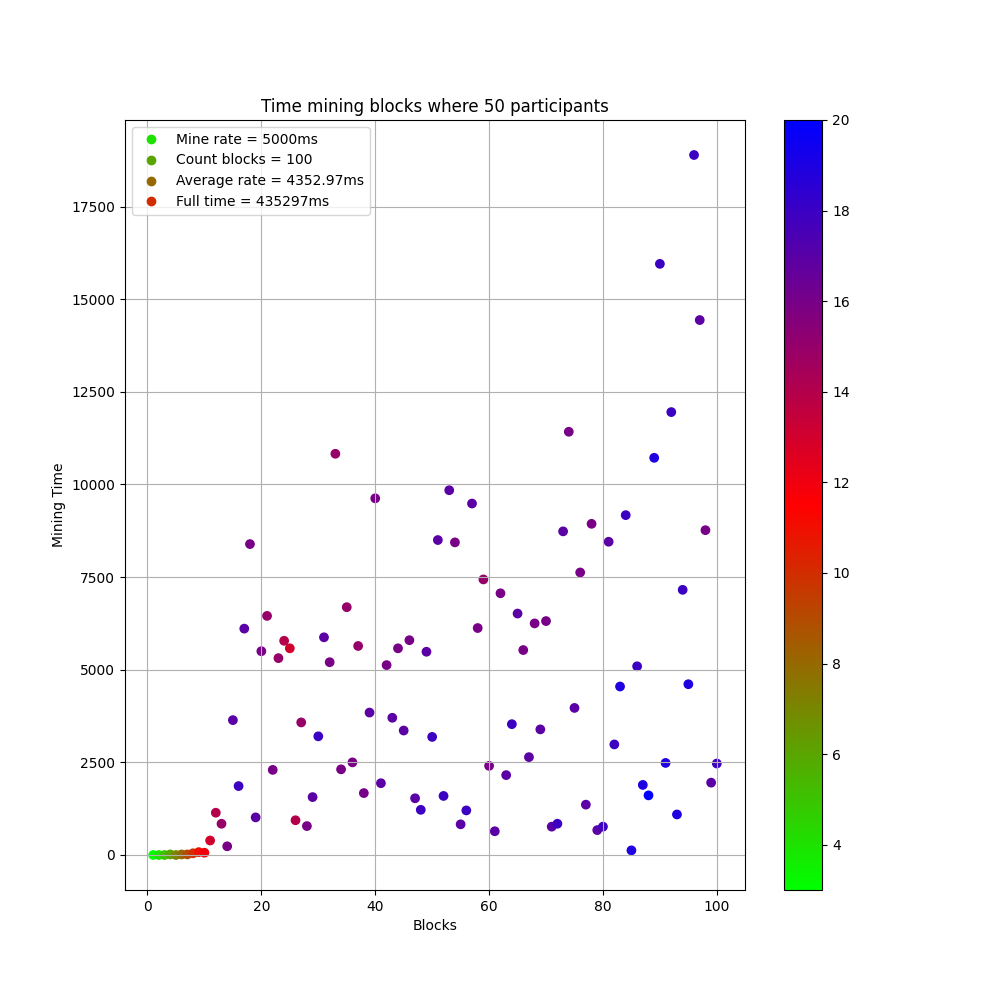 Time mining blocks where 50 participants
Mine rate = 5000ms
Count blocks = 100
Average rate = 4352.97ms
Full time = 435297ms
Mining Time
17500
15000
12500
10000
7500
5000
2500
0
0 20 40 60 80 100
Blocks
20
18
16
14
12
10
8
6
4